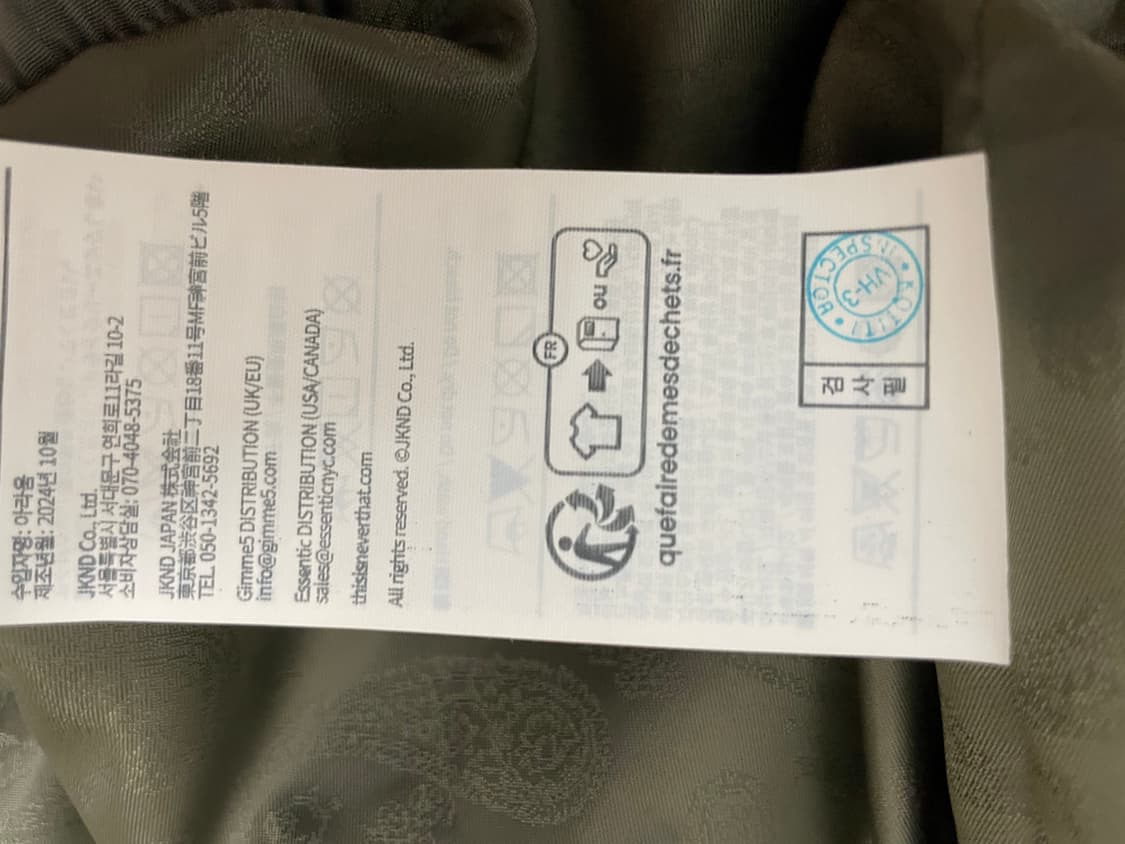 수입자명: 아라움
제조년월: 2024년 10월
JKND Co., Ltd.
서울특별시 서대문구 연희로11라길 10-2
소비자상담실: 070-4048-5375
JKND JAPAN 株式会社
東京都渋谷区神宮前二丁目18番11号MF神宮前ビル5階
TEL. 050-1342-5692
Gimme5 DISTRIBUTION (UK/EU)
info@gimme5.com
Essentic DISTRIBUTION (USA/CANADA)
sales@essenticnyc.com
thisisneverthat.com
All rights reserved. ©JKND Co., Ltd.
FR
ou
quefairedemesdechets.fr
검사필
KOTITI INSPECTOR
VH-3